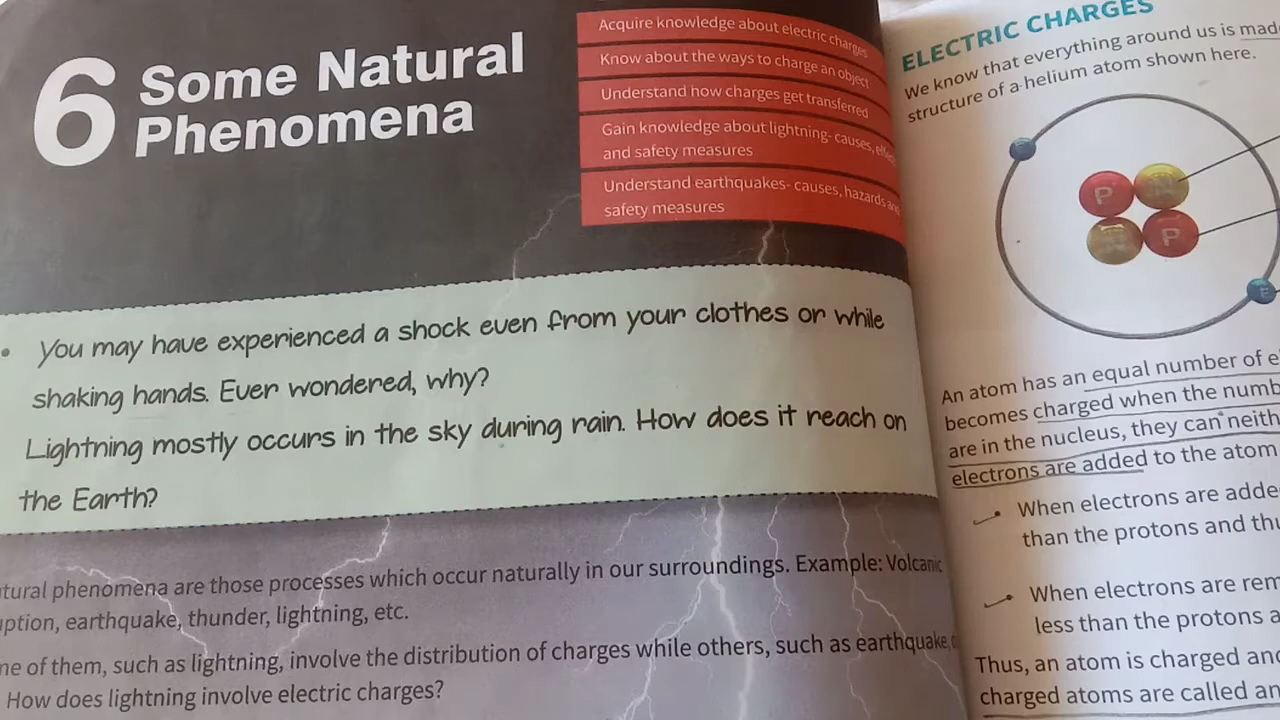 6 Some Natural
Phenomena
Acquire knowledge about electric charges
Know about the ways to charge an object
Understand how charges get transferred
Gain knowledge about lightning- causes,
and safety measures
Understand earthquakes- causes, hazards and
safety measures
• You may have experienced a shock even from your clothes or while
shaking hands. Ever wondered, why?
Lightning mostly occurs in the sky during rain. How does it reach on
the Earth?
tural phenomena are those processes which occur naturally in our surroundings. Example: Volcanic
uption, earthquake, thunder, lightning, etc.
me of them, such as lightning, involve the distribution of charges while others, such as earthquake,
How does lightning involve electric charges?
ELECTRIC CHARGES
We know that everything around us is mad
structure of a helium atom shown here.
P
N
P
E
An atom has an equal number of e
becomes charged when the numb
are in the nucleus, they can neith
electrons are added to the atom
When electrons are adde
than the protons and thu
When electrons are rem
less than the protons a
Thus, an atom is charged and
charged atoms are called an